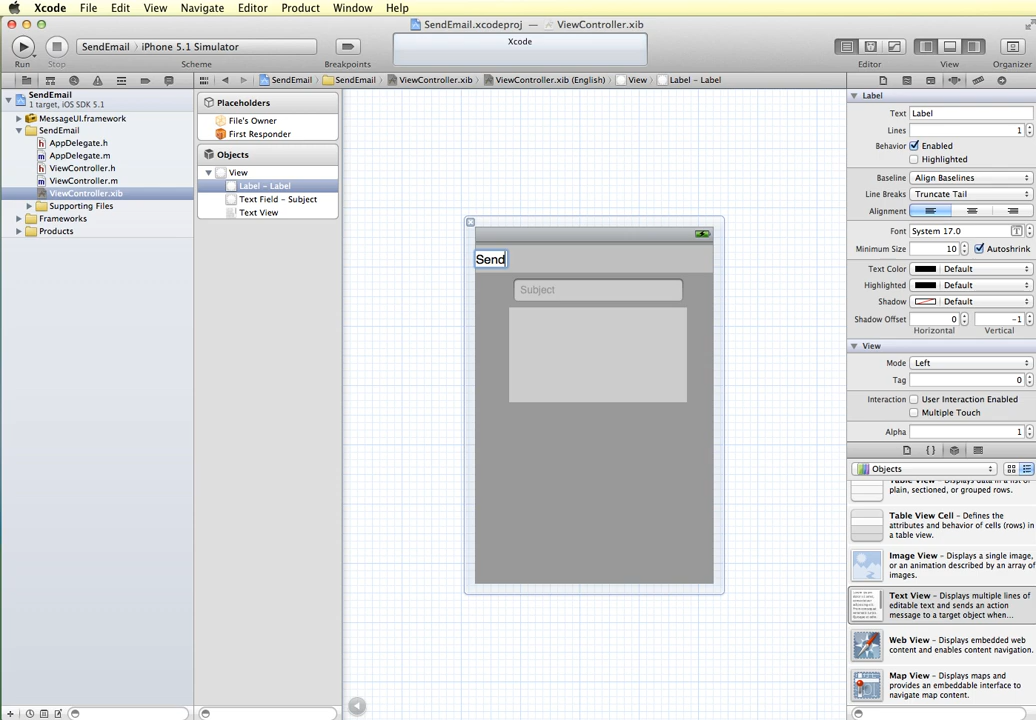 Xcode File Edit View Navigate Editor Product Window Help
SendEmail.xcodeproj — ViewController.xib
SendEmail › iPhone 5.1 Simulator
Xcode
Run Stop Scheme Breakpoints Editor View Organizer
SendEmail SendEmail ViewController.xib ViewController.xib (English) View Label – Label
SendEmail
1 target, iOS SDK 5.1
MessageUI.framework
SendEmail
AppDelegate.h
AppDelegate.m
ViewController.h
ViewController.m
ViewController.xib
Supporting Files
Frameworks
Products
Placeholders
File's Owner
First Responder
Objects
View
Label – Label
Text Field – Subject
Text View
Send
Subject
Label
Text Label
Lines 1
Behavior Enabled
Highlighted
Baseline Align Baselines
Line Breaks Truncate Tail
Alignment
Font System 17.0
Minimum Size 10 Autoshrink
Text Color Default
Highlighted Default
Shadow Default
Shadow Offset 0 −1
Horizontal Vertical
View
Mode Left
Tag 0
Interaction User Interaction Enabled
Multiple Touch
Alpha 1
{ }
Objects
plain, sectioned, or grouped rows.
Table View Cell – Defines the
attributes and behavior of cells (rows) in
a table view.
Image View – Displays a single image,
or an animation described by an array of
images.
Text View – Displays multiple lines of
editable text and sends an action
message to a target object when...
Web View – Displays embedded web
content and enables content navigation.
Map View – Displays maps and
provides an embeddable interface to
navigate map content.